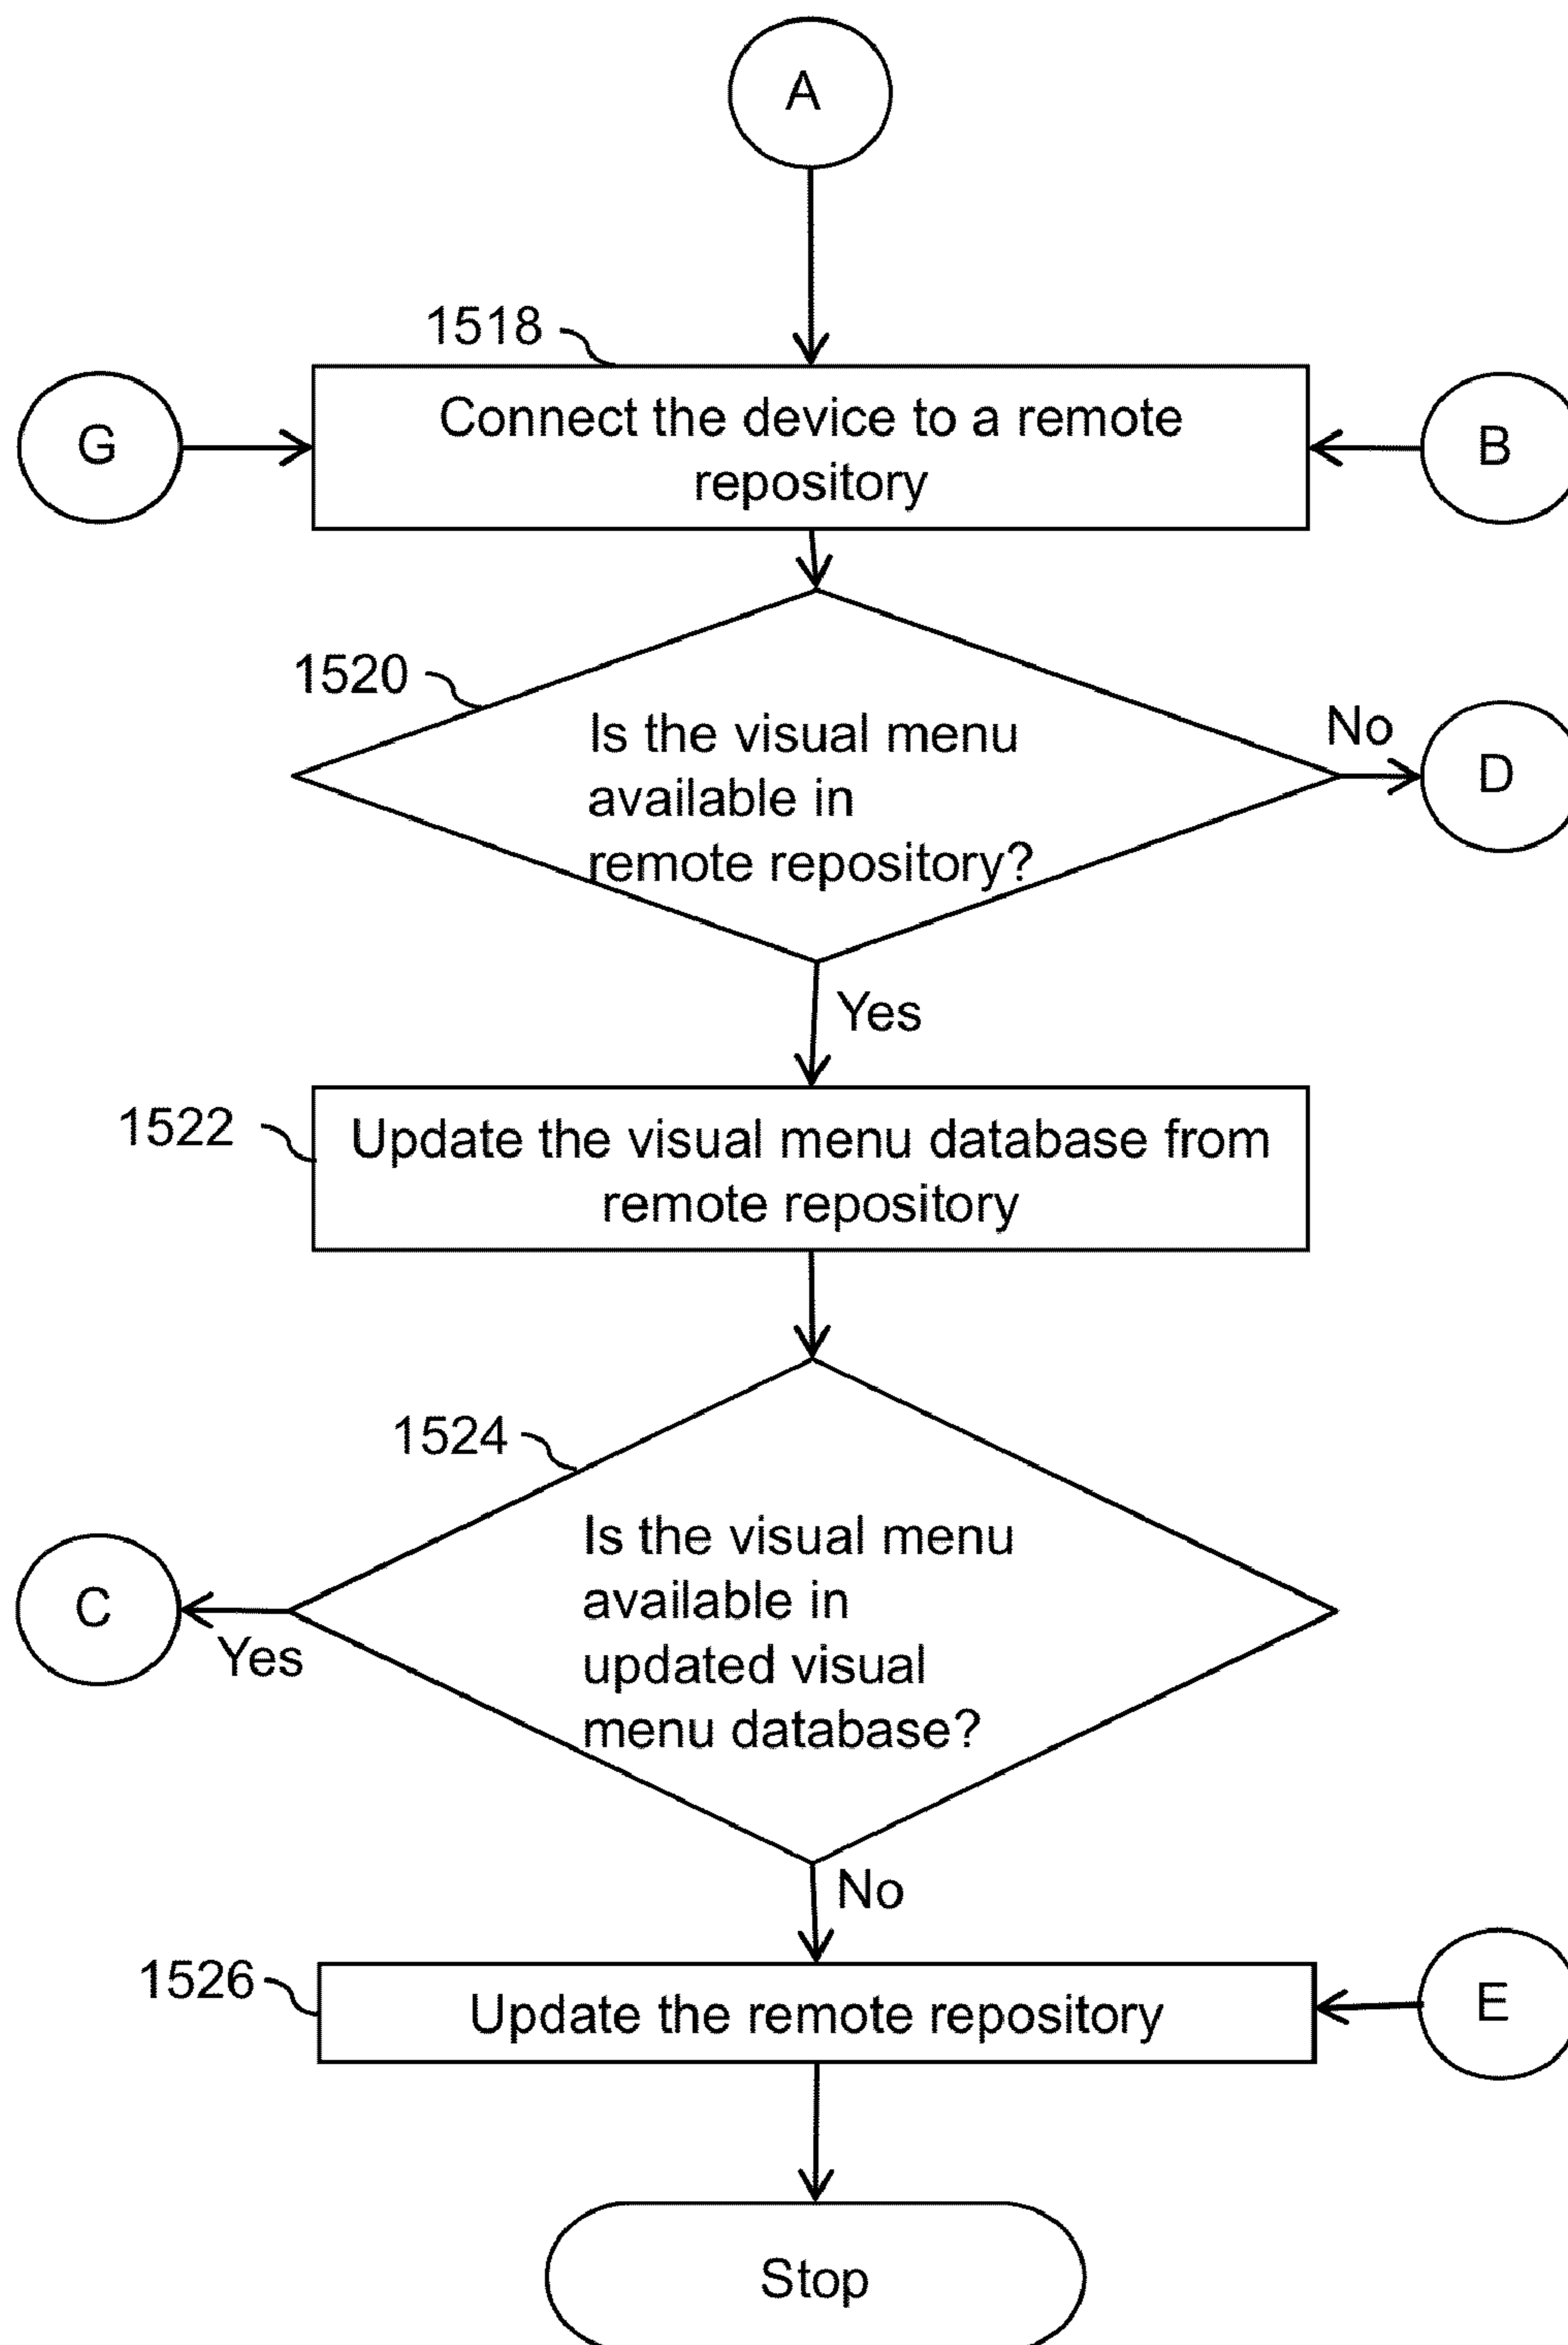 A
1518
G
Connect the device to a remote
repository
B
1520
Is the visual menu
available in
remote repository?
No
D
Yes
1522
Update the visual menu database from
remote repository
1524
Is the visual menu
available in
updated visual
menu database?
C
Yes
No
1526
Update the remote repository
E
Stop